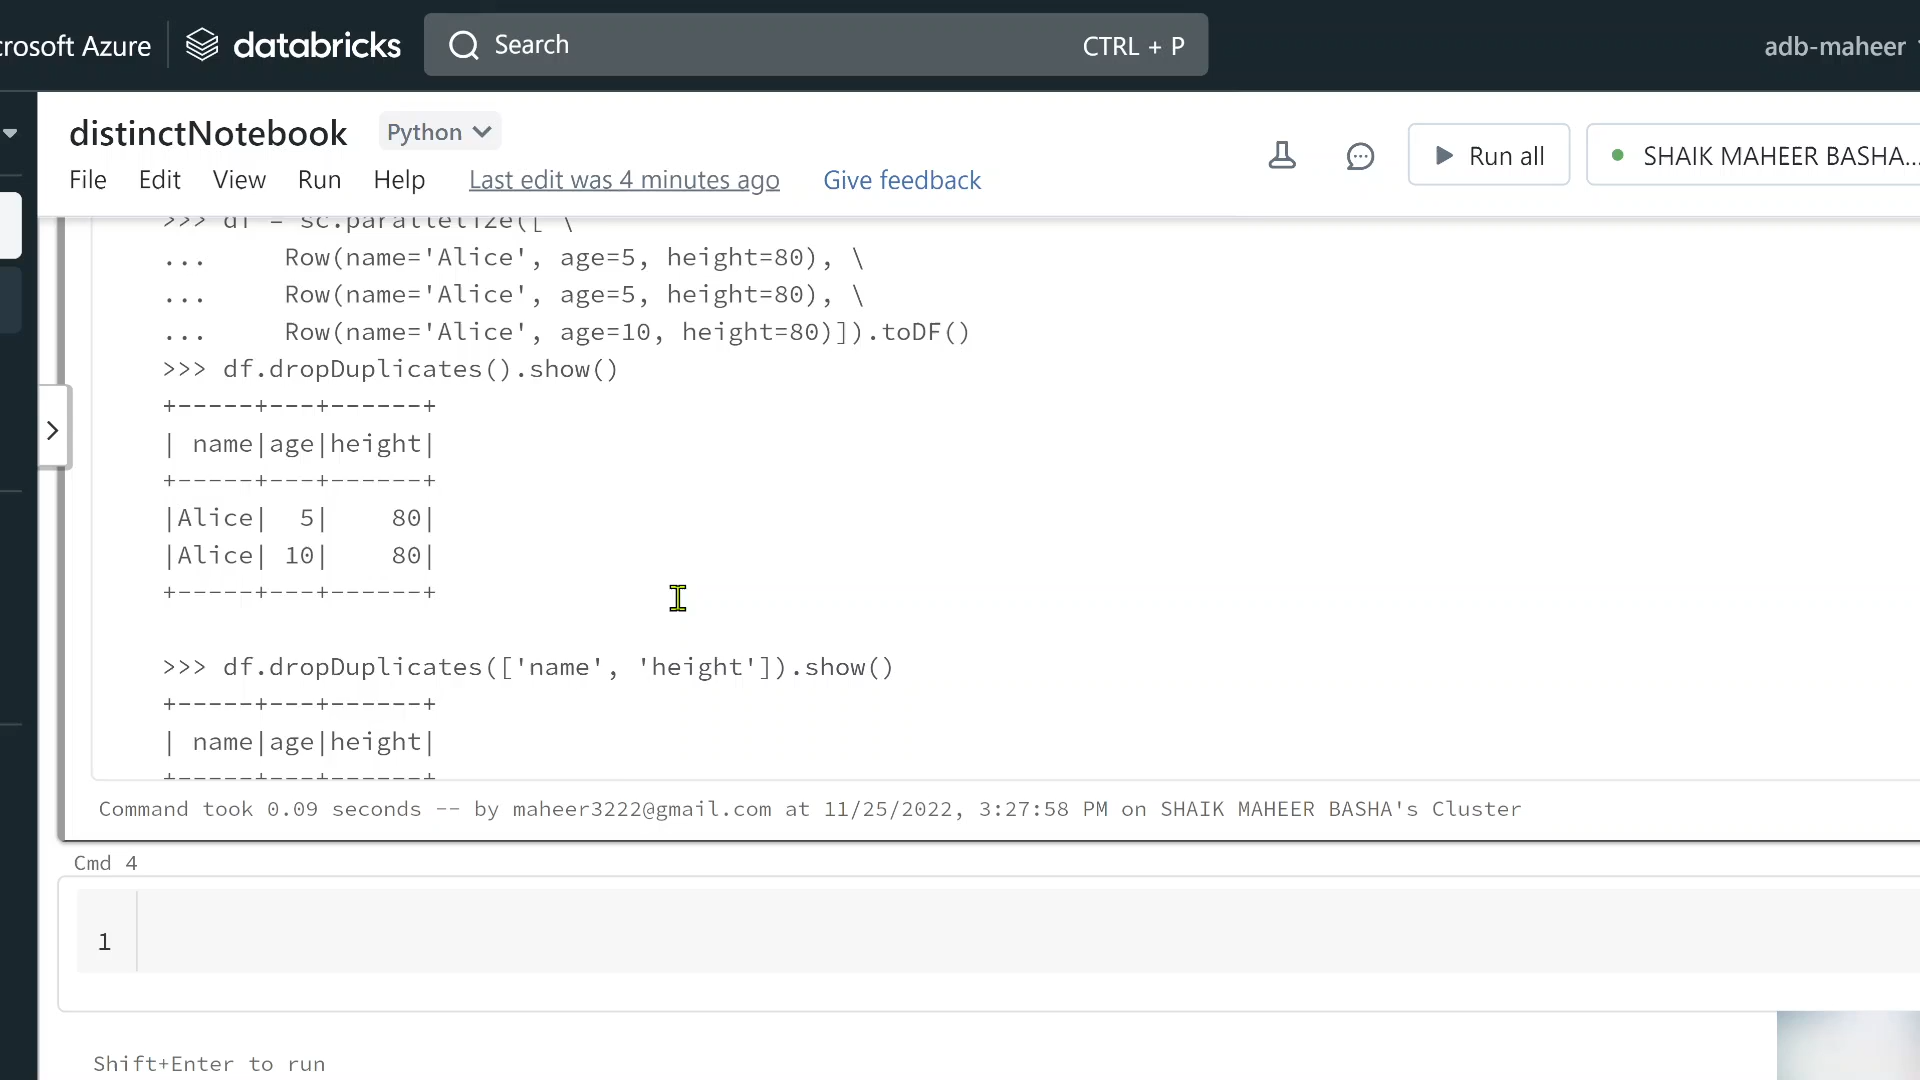 crosoft Azure
databricks
Search
CTRL + P
adb-maheer
distinctNotebook
Python
File
Edit
View
Run
Help
Last edit was 4 minutes ago
Give feedback
Run all
SHAIK MAHEER BASHA...
>>> df = sc.parallelize([ \
...     Row(name='Alice', age=5, height=80), \
...     Row(name='Alice', age=5, height=80), \
...     Row(name='Alice', age=10, height=80)]).toDF()
>>> df.dropDuplicates().show()
+-----+---+------+
| name|age|height|
+-----+---+------+
|Alice|  5|    80|
|Alice| 10|    80|
+-----+---+------+
>>> df.dropDuplicates(['name', 'height']).show()
+-----+---+------+
| name|age|height|
+-----+---+------+
Command took 0.09 seconds -- by maheer3222@gmail.com at 11/25/2022, 3:27:58 PM on SHAIK MAHEER BASHA's Cluster
Cmd 4
1
Shift+Enter to run